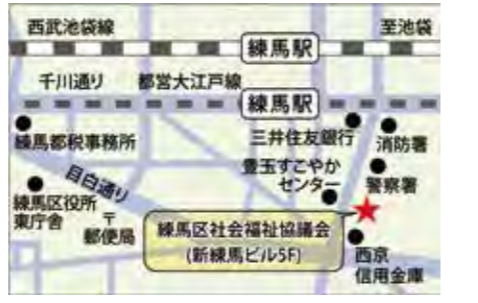 西武池袋線
至池袋
練馬駅
千川通り
都営大江戸線
練馬駅
練馬都税事務所
三井住友銀行
消防署
目白通り
豊玉すこやか
センター
警察署
練馬区役所
東庁舎
〒
郵便局
練馬区社会福祉協議会
(新練馬ビル5F)
西京
信用金庫